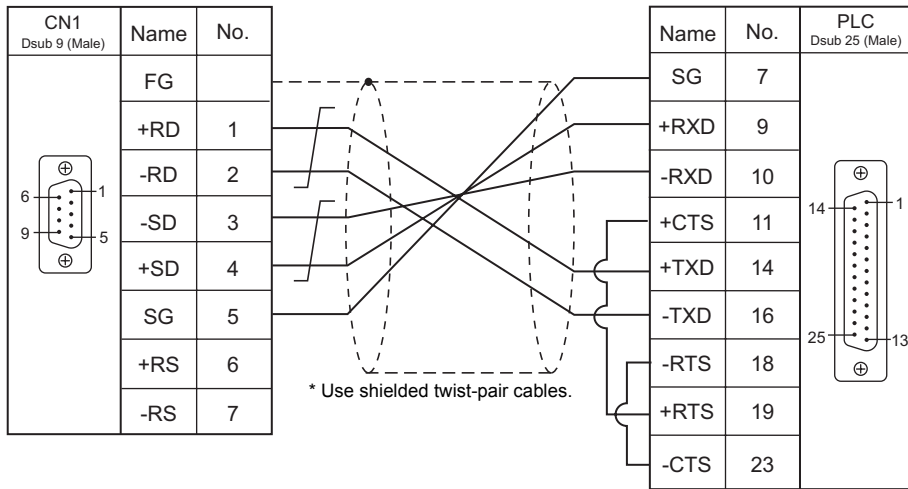 CN1
Dsub 9 (Male)
Name No.
FG
+RD 1
-RD 2
-SD 3
+SD 4
SG 5
+RS 6
-RS 7
6
1
9
5
* Use shielded twist-pair cables.
Name No.
PLC
Dsub 25 (Male)
SG 7
+RXD 9
-RXD 10
+CTS 11
+TXD 14
-TXD 16
-RTS 18
+RTS 19
-CTS 23
14
1
25
13